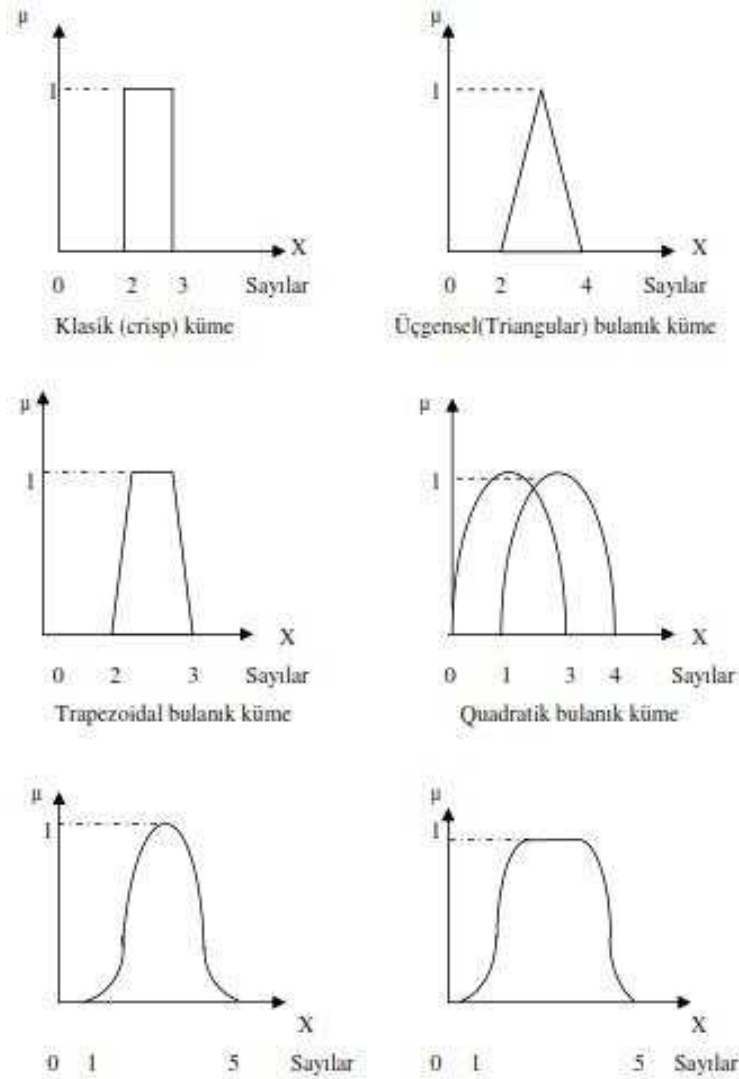 μ
1
X
0 2 3 Sayılar
Klasik (crisp) küme
μ
1
X
0 2 4 Sayılar
Üçgensel(Triangular) bulanık küme
μ
1
X
0 2 3 Sayılar
Trapezoidal bulanık küme
μ
1
X
0 1 3 4 Sayılar
Quadratik bulanık küme
μ
1
X
0 1 5 Sayılar
μ
1
X
0 1 5 Sayılar